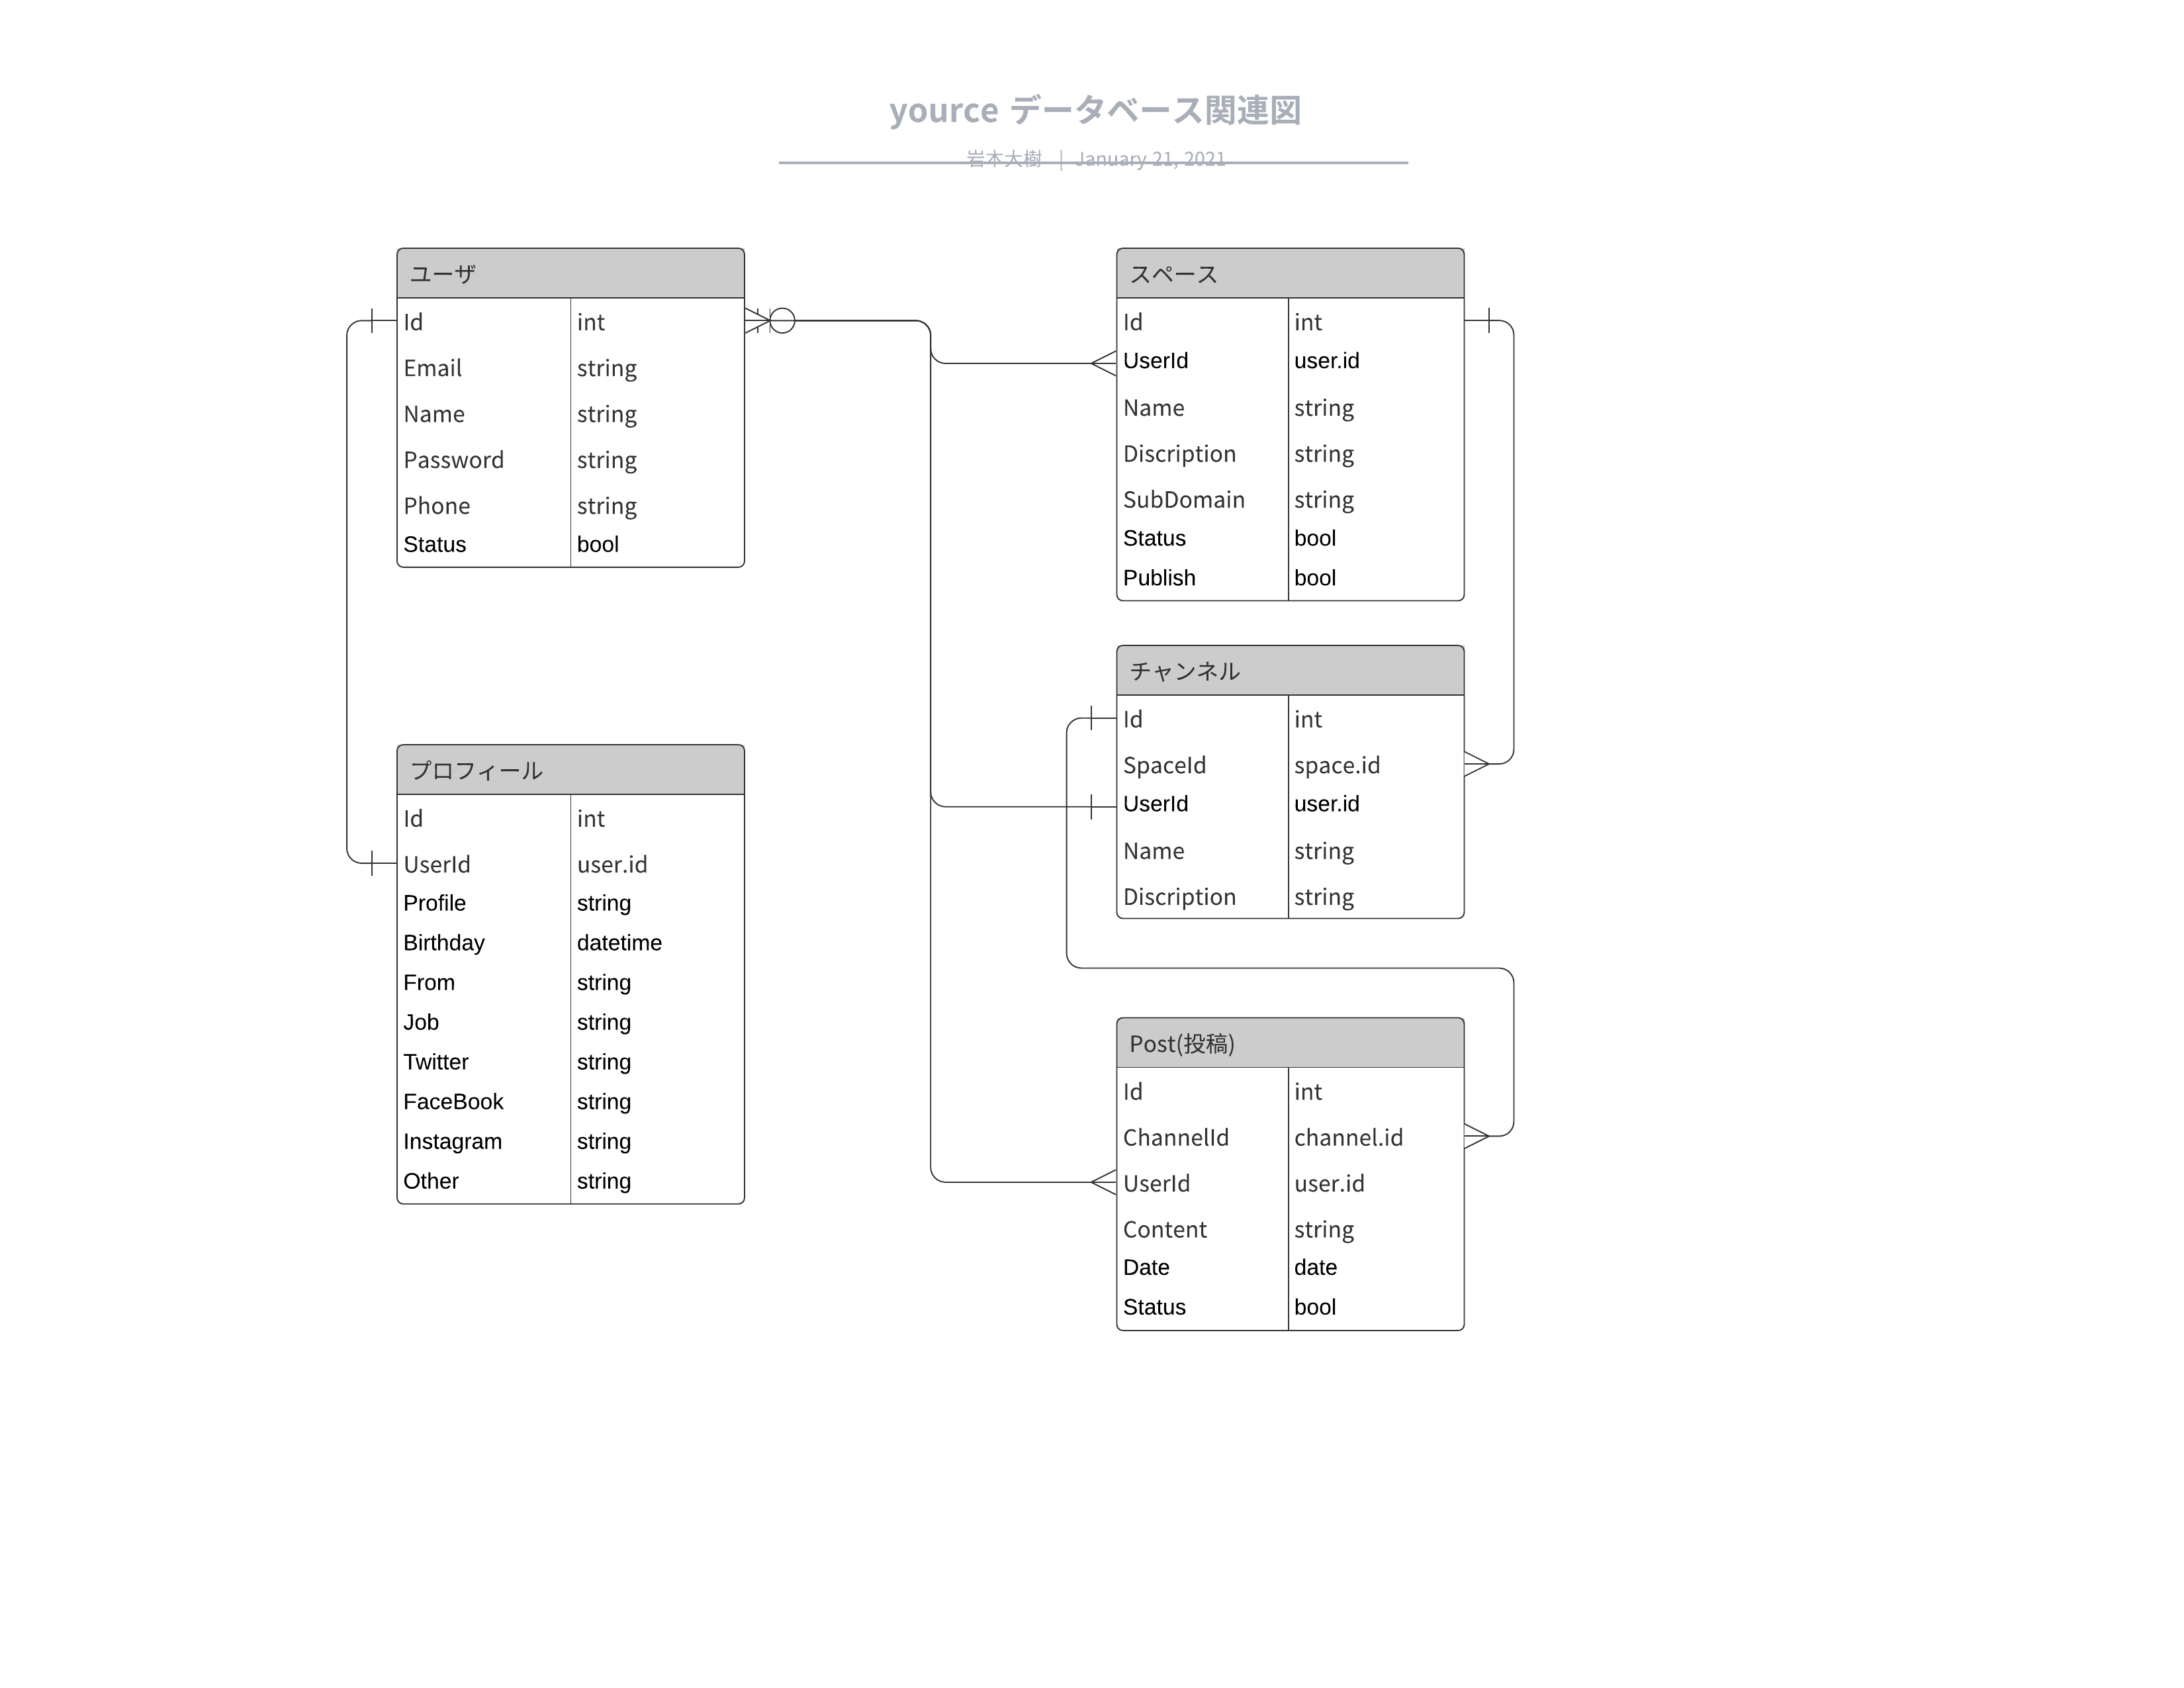 yource データベース関連図
岩本大樹 | January 21, 2021
ユーザ
Id int
Email string
Name string
Password string
Phone string
Status bool
プロフィール
Id int
UserId user.id
Profile string
Birthday datetime
From string
Job string
Twitter string
FaceBook string
Instagram string
Other string
スペース
Id int
UserId user.id
Name string
Discription string
SubDomain string
Status bool
Publish bool
チャンネル
Id int
SpaceId space.id
UserId user.id
Name string
Discription string
Post(投稿)
Id int
ChannelId channel.id
UserId user.id
Content string
Date date
Status bool